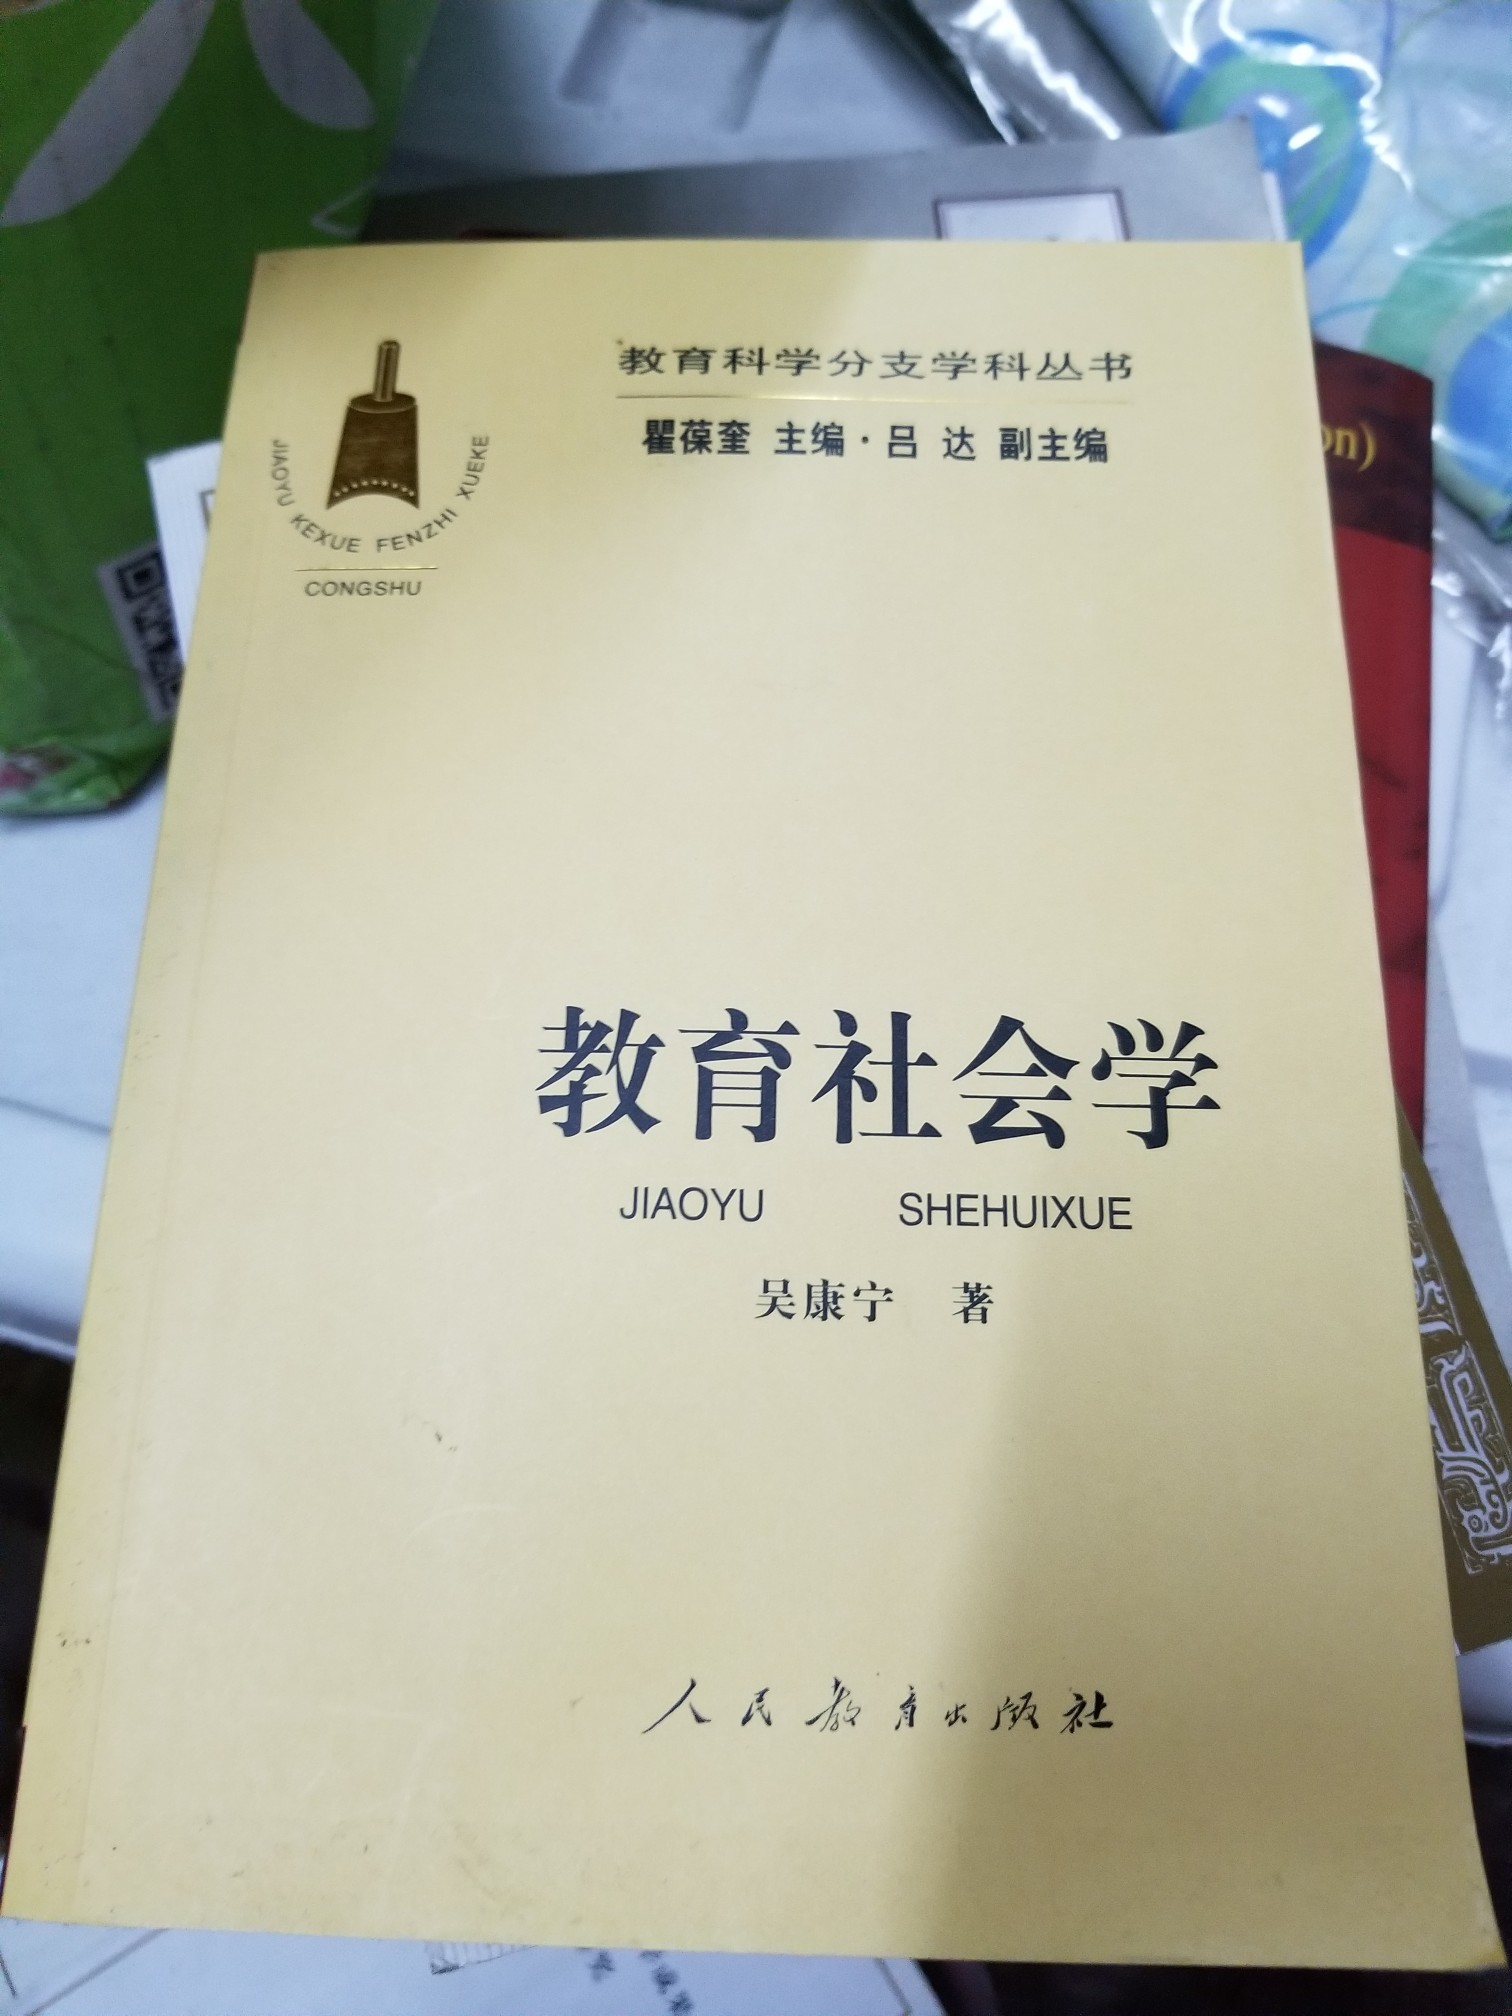 教育科学分支学科丛书
瞿葆奎 主编·吕 达 副主编
JIAOYU KEXUE FENZHI XUEKE
CONGSHU
on)
教育社会学
JIAOYU SHEHUIXUE
吴康宁 著
人民教育出版社